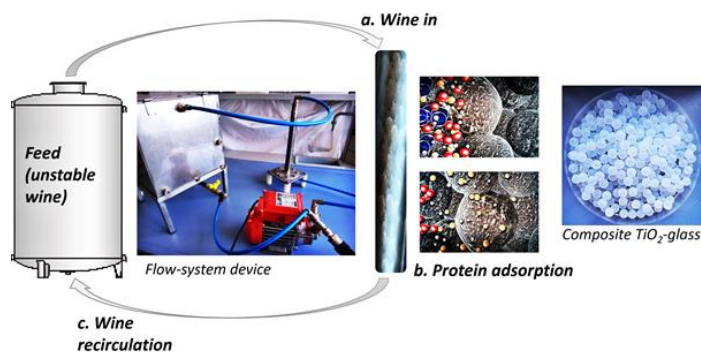 a. Wine in
Feed
(unstable
wine)
Flow-system device
b. Protein adsorption
Composite TiO₂-glass
c. Wine
recirculation